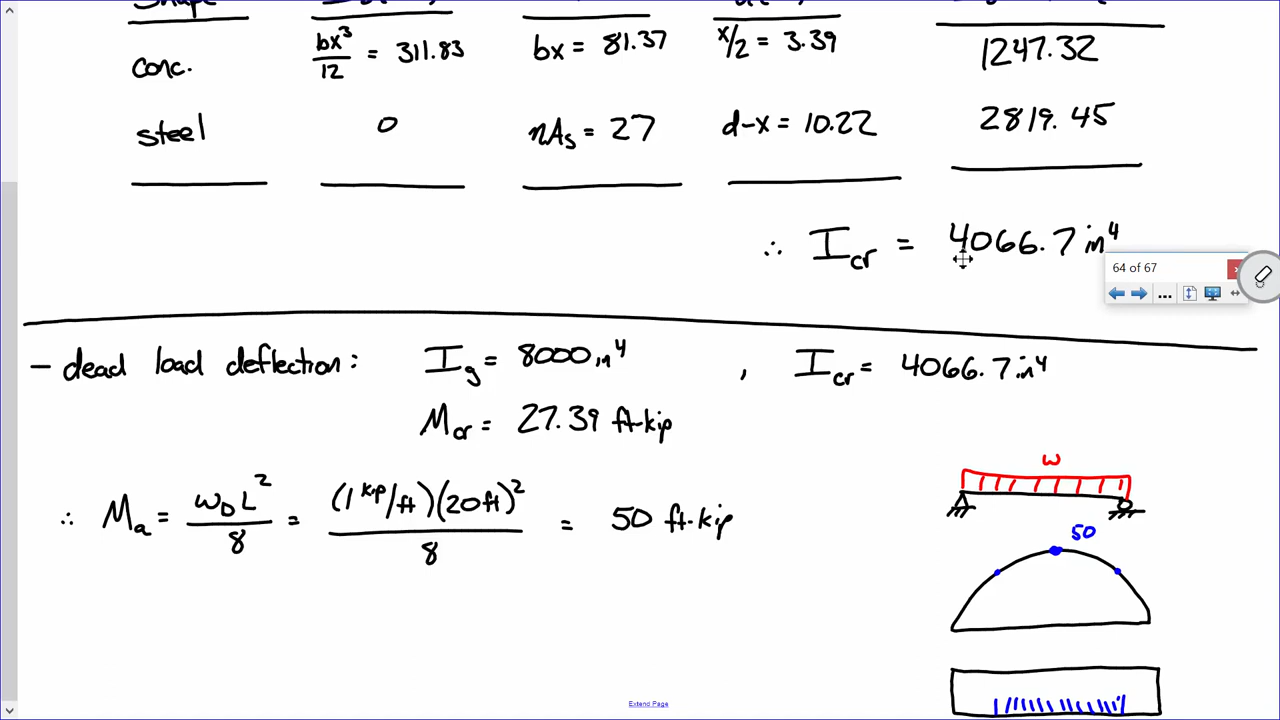 conc. bx³/12 = 311.83 bx = 81.37 x/2 = 3.39 1247.32
steel 0 nAs = 27 d-x = 10.22 2819.45
∴ Icr = 4066.7 in⁴
64 of 67
- dead load deflection: Ig = 8000 in⁴ , Icr = 4066.7 in⁴
Mcr = 27.39 ft-kip
w
∴ Ma = wDL²/8 = (1 kip/ft)(20ft)²/8 = 50 ft-kip
50
Extend Page